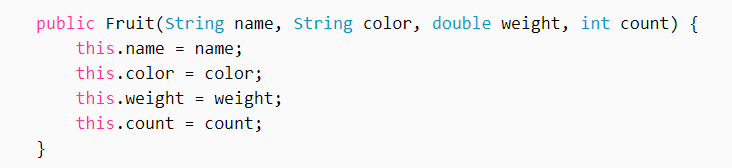 public Fruit(String name, String color, double weight, int count) {
    this.name = name;
    this.color = color;
    this.weight = weight;
    this.count = count;
}